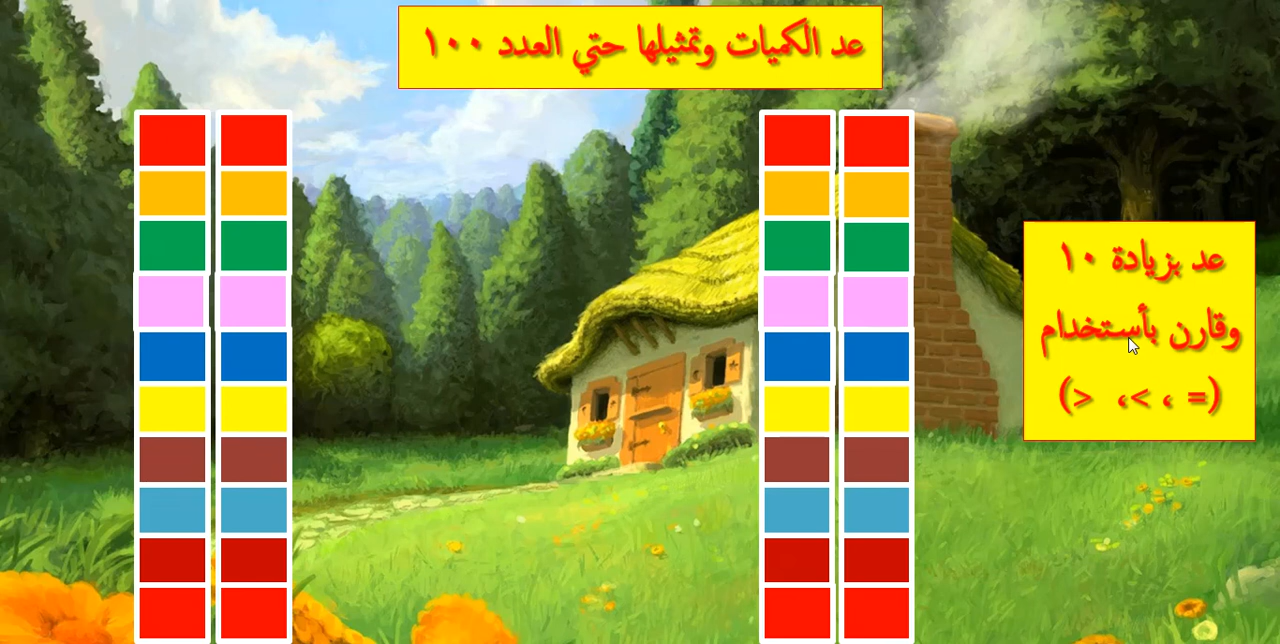 عد الكميات وتمثيلها حتي العدد ١٠٠
عد بزيادة ١٠
وقارن بأستخدام
(= ، >، <)